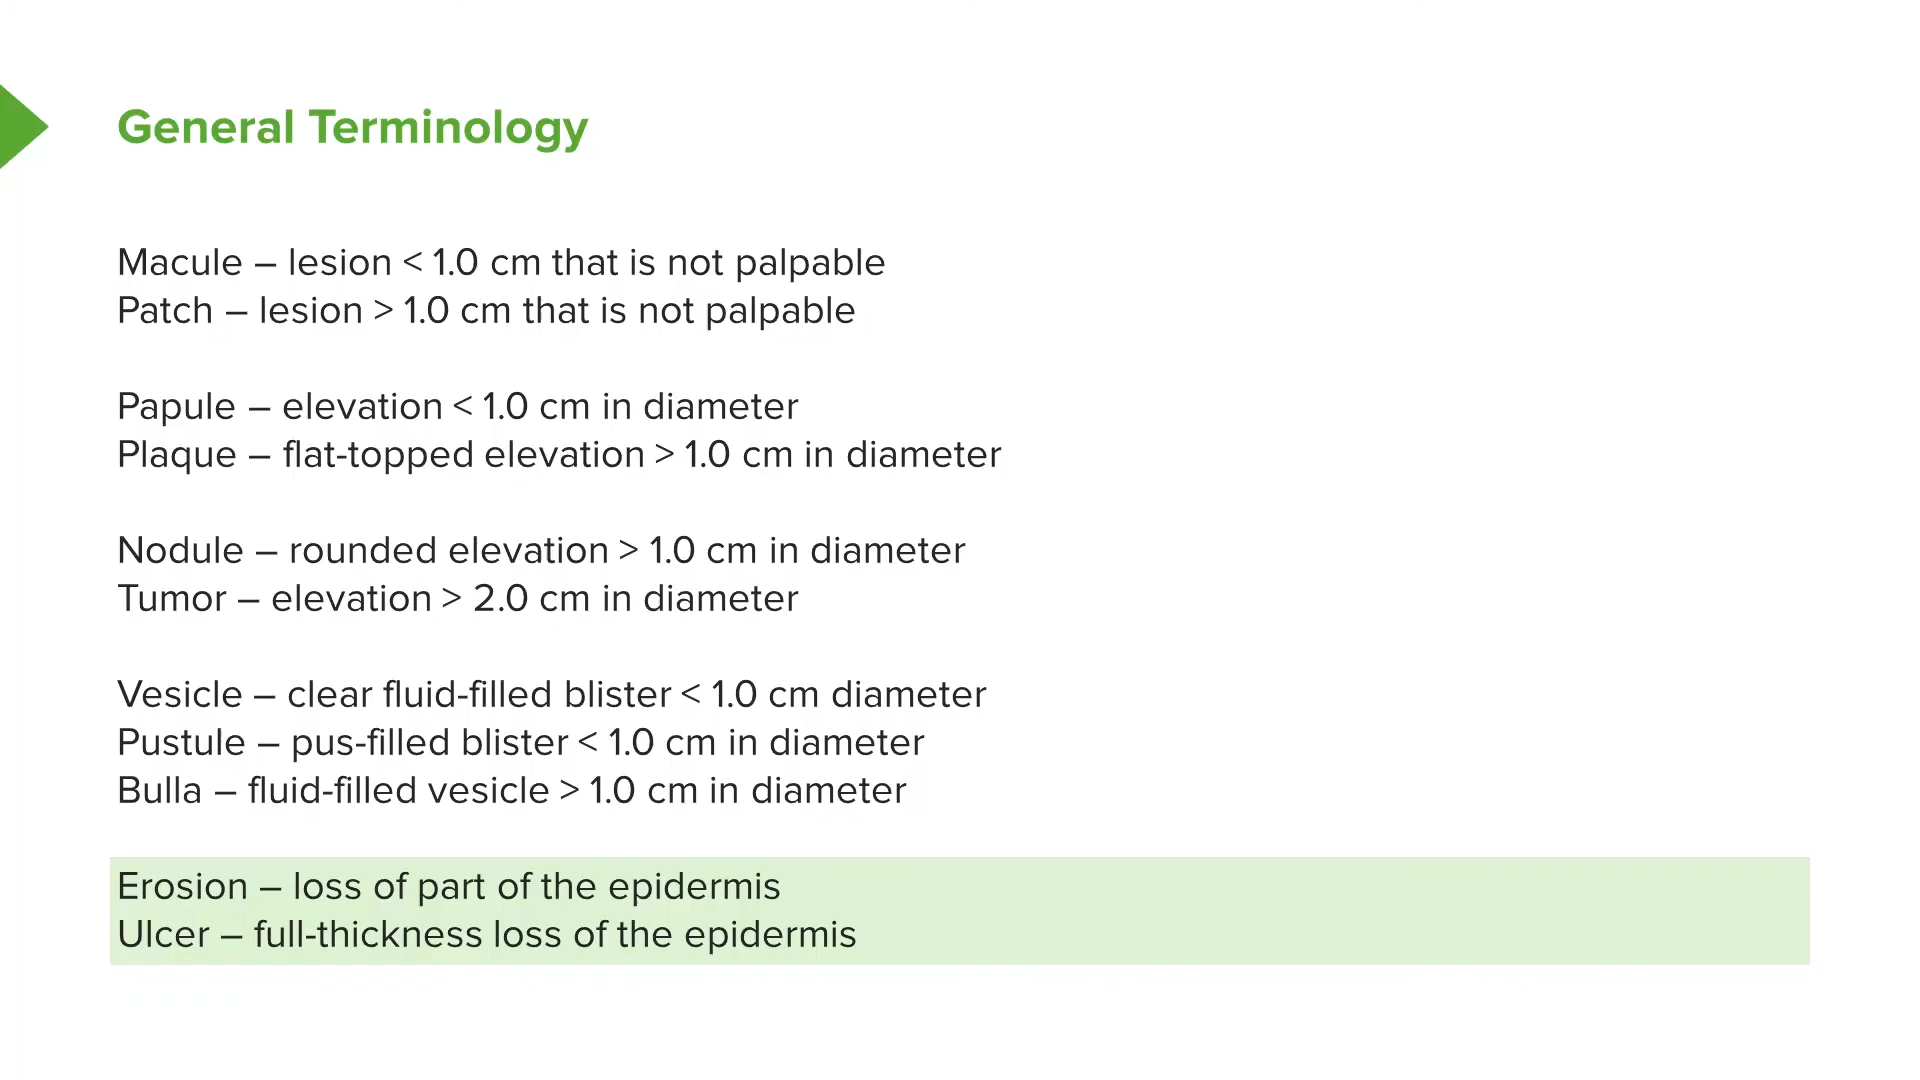 General Terminology
Macule – lesion < 1.0 cm that is not palpable
Patch – lesion > 1.0 cm that is not palpable
Papule – elevation < 1.0 cm in diameter
Plaque – flat-topped elevation > 1.0 cm in diameter
Nodule – rounded elevation > 1.0 cm in diameter
Tumor – elevation > 2.0 cm in diameter
Vesicle – clear fluid-filled blister < 1.0 cm diameter
Pustule – pus-filled blister < 1.0 cm in diameter
Bulla – fluid-filled vesicle > 1.0 cm in diameter
Erosion – loss of part of the epidermis
Ulcer – full-thickness loss of the epidermis